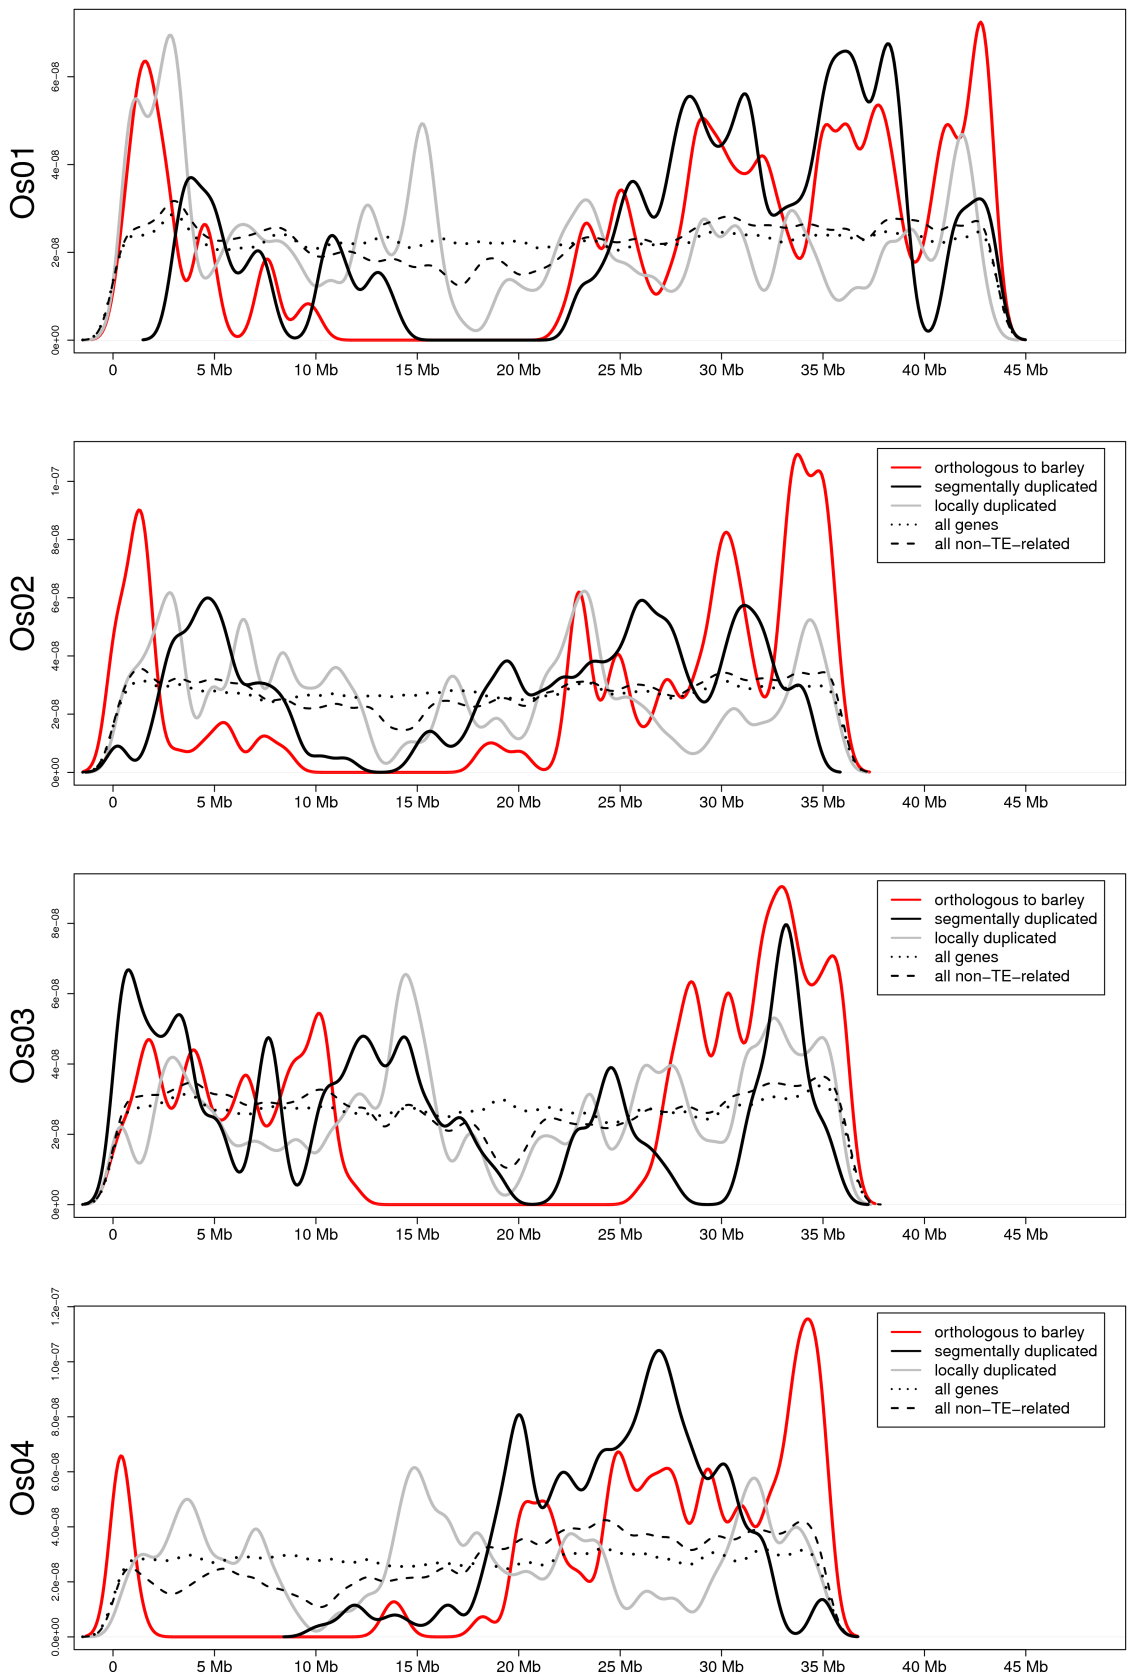 Os01
6e−08
4e−08
2e−08
0e+00
0 5 Mb 10 Mb 15 Mb 20 Mb 25 Mb 30 Mb 35 Mb 40 Mb 45 Mb
Os02
1e−07
8e−08
6e−08
4e−08
2e−08
0e+00
orthologous to barley
segmentally duplicated
locally duplicated
all genes
all non−TE−related
0 5 Mb 10 Mb 15 Mb 20 Mb 25 Mb 30 Mb 35 Mb 40 Mb 45 Mb
Os03
8e−08
6e−08
4e−08
2e−08
0e+00
orthologous to barley
segmentally duplicated
locally duplicated
all genes
all non−TE−related
0 5 Mb 10 Mb 15 Mb 20 Mb 25 Mb 30 Mb 35 Mb 40 Mb 45 Mb
Os04
1.2e−07
1.0e−07
8.0e−08
6.0e−08
4.0e−08
2.0e−08
0.0e+00
orthologous to barley
segmentally duplicated
locally duplicated
all genes
all non−TE−related
0 5 Mb 10 Mb 15 Mb 20 Mb 25 Mb 30 Mb 35 Mb 40 Mb 45 Mb